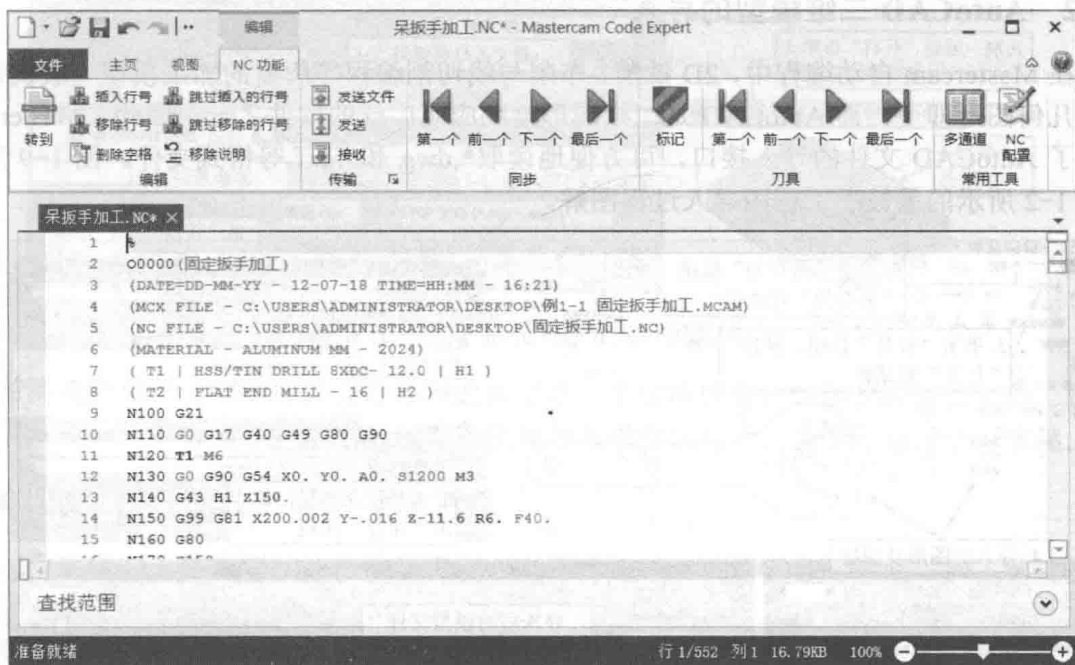 编辑
呆扳手加工.NC* - Mastercam Code Expert
文件 主页 视图 NC 功能
转到
插入行号 跳过插入的行号
移除行号 跳过移除的行号
删除空格 移除说明
编辑
发送文件
发送
接收
传输
第一个 前一个 下一个 最后一个
同步
标记 第一个 前一个 下一个 最后一个
刀具
多通道 NC 配置
常用工具
呆扳手加工.NC* ×
1 %
2 O0000(固定扳手加工)
3 (DATE=DD-MM-YY - 12-07-18 TIME=HH:MM - 16:21)
4 (MCX FILE - C:\USERS\ADMINISTRATOR\DESKTOP\例1-1 固定扳手加工.MCAM)
5 (NC FILE - C:\USERS\ADMINISTRATOR\DESKTOP\固定扳手加工.NC)
6 (MATERIAL - ALUMINUM MM - 2024)
7 ( T1 | HSS/TIN DRILL 8XDC- 12.0 | H1 )
8 ( T2 | FLAT END MILL - 16 | H2 )
9 N100 G21
10 N110 G0 G17 G40 G49 G80 G90
11 N120 T1 M6
12 N130 G0 G90 G54 X0. Y0. A0. S1200 M3
13 N140 G43 H1 Z150.
14 N150 G99 G81 X200.002 Y-.016 Z-11.6 R6. F40.
15 N160 G80
查找范围
准备就绪 行 1/552 列 1 16.79KB 100%